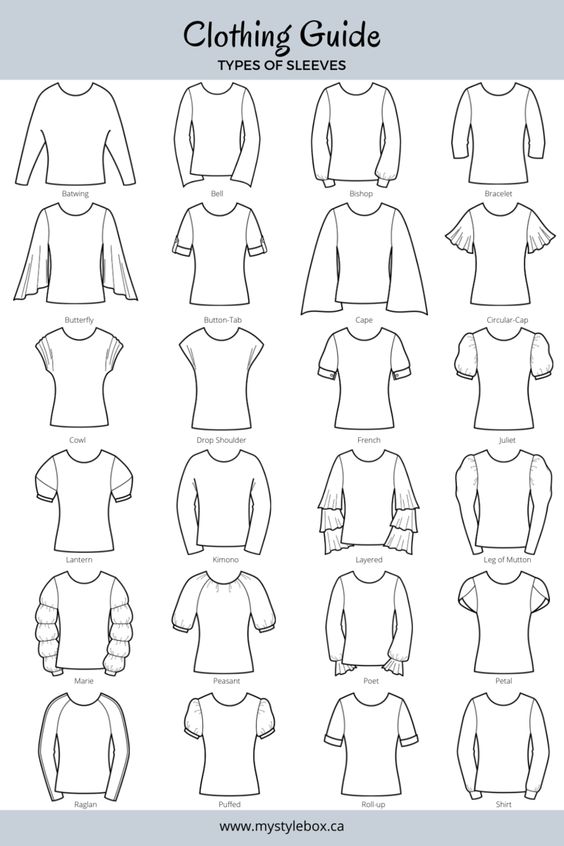 Clothing Guide
TYPES OF SLEEVES
Batwing
Bell
Bishop
Bracelet
Butterfly
Button-Tab
Cape
Circular-Cap
Cowl
Drop Shoulder
French
Juliet
Lantern
Kimono
Layered
Leg of Mutton
Marie
Peasant
Poet
Petal
Raglan
Puffed
Roll-up
Shirt
www.mystylebox.ca